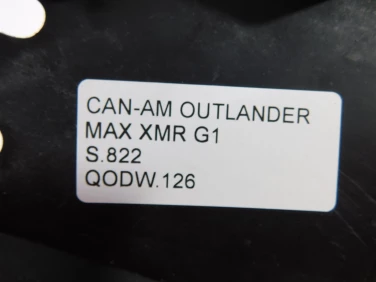 CAN-AM OUTLANDER
MAX XMR G1
S.822
QODW.126